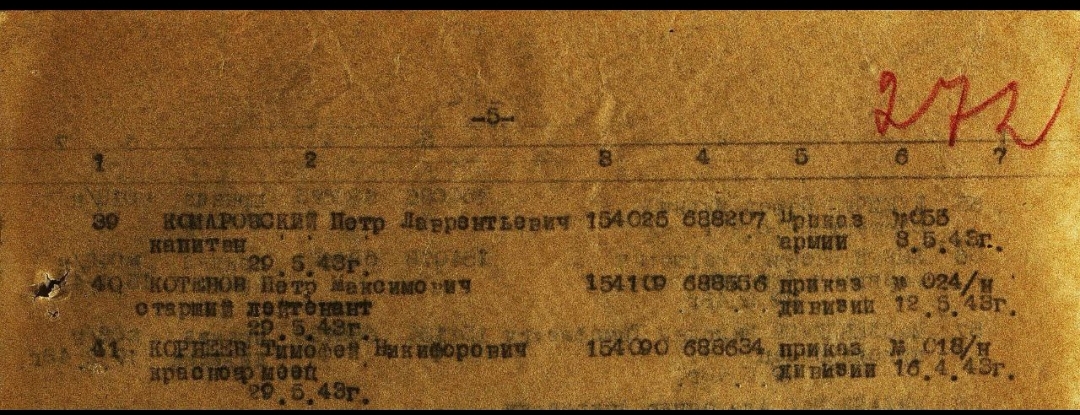 272
-5-
1 2 3 4 5 6 7
39 КОМАРОВСКИЙ Петр Лаврентьевич 154025 688207 Приказ №055
капитан армии 8.5.43г.
29.5.43г.
40 КОТЕНОВ Петр Максимович 154109 688556 приказ № 024/н
старший лейтенант дивизии 12.5.43г.
29.5.43г.
41 КОРНЕЕВ Тимофей Никифорович 154090 688634 приказ № 018/н
красноармеец дивизии 16.4.43г.
29.5.43г.